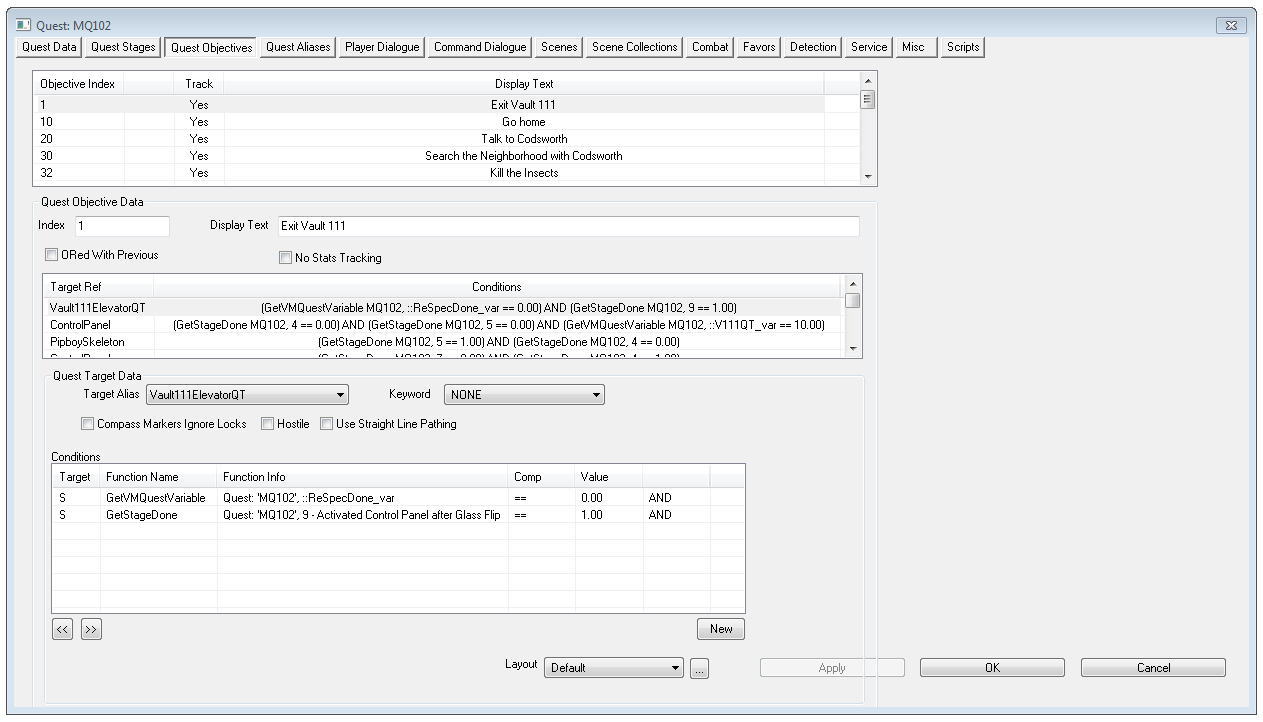 Quest: MQ102
Quest Data Quest Stages Quest Objectives Quest Aliases Player Dialogue Command Dialogue Scenes Scene Collections Combat Favors Detection Service Misc Scripts
Objective Index Track Display Text
1 Yes Exit Vault 111
10 Yes Go home
20 Yes Talk to Codsworth
30 Yes Search the Neighborhood with Codsworth
32 Yes Kill the Insects
Quest Objective Data
Index 1 Display Text Exit Vault 111
ORed With Previous No Stats Tracking
Target Ref Conditions
Vault111ElevatorQT (GetVMQuestVariable MQ102, ::ReSpecDone_var == 0.00) AND (GetStageDone MQ102, 9 == 1.00)
ControlPanel (GetStageDone MQ102, 4 == 0.00) AND (GetStageDone MQ102, 5 == 0.00) AND (GetVMQuestVariable MQ102, ::V111QT_var == 10.00)
PipboySkeleton (GetStageDone MQ102, 5 == 1.00) AND (GetStageDone MQ102, 4 == 0.00)
Quest Target Data
Target Alias Vault111ElevatorQT Keyword NONE
Compass Markers Ignore Locks Hostile Use Straight Line Pathing
Conditions
Target Function Name Function Info Comp Value
S GetVMQuestVariable Quest: 'MQ102', ::ReSpecDone_var == 0.00 AND
S GetStageDone Quest: 'MQ102', 9 - Activated Control Panel after Glass Flip == 1.00 AND
<< >> New
Layout Default ... Apply OK Cancel